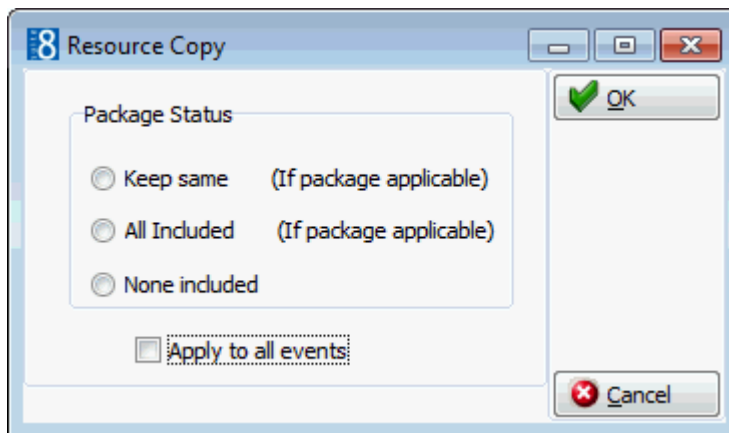 8 Resource Copy
Package Status
Keep same (If package applicable)
All Included (If package applicable)
None included
Apply to all events
OK
Cancel